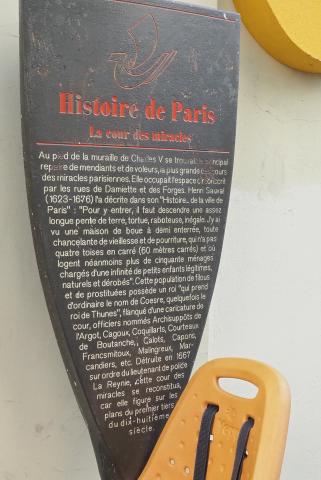 Histoire de Paris
La cour des miracles
Au pied de la muraille de Charles V se trouvait le principal
repaire de mendiants et de voleurs, la plus grande des cours
des miracles parisiennes. Elle occupait l'espace circonscrit
par les rues de Damiette et des Forges. Henri Sauval
(1623-1676) l'a décrite dans son "Histoire de la ville de
Paris" : "Pour y entrer, il faut descendre une assez
longue pente de terre, tortue, raboteuse, inégale. J'y ai
vu une maison de boue à demi enterrée, toute
chancelante de vieillesse et de pourriture, qui n'a pas
quatre toises en carré (60 mètres carrés) et où
logent néanmoins plus de cinquante ménages
chargés d'une infinité de petits enfants légitimes,
naturels et dérobés". Cette population de filous
et de prostituées possède un roi "qui prend
d'ordinaire le nom de Coesre, quelquefois le
roi de Thunes", flanqué d'une caricature de
cour, officiers nommés Archisuppôts de
l'Argot, Cagoux, Coquillarts, Courteaux
de Boutanche, Calots, Capons,
Francsmitoux, Malingreux, Mar-
candiers, etc. Détruite en 1667
sur ordre du lieutenant de police
La Reynie, cette cour des
miracles se reconstitua,
car elle figure sur les
plans du premier tiers
du dix-huitième
siècle.